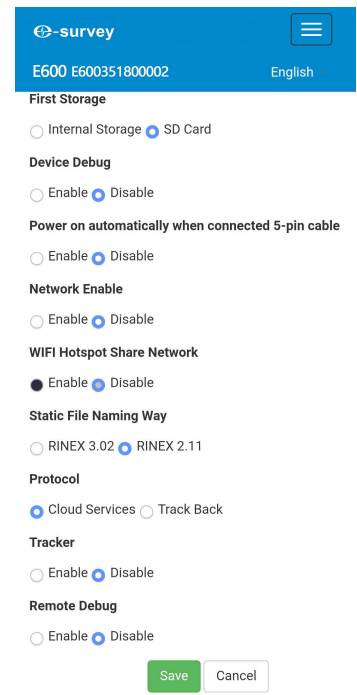 e-survey
E600 E600351800002 English
First Storage
Internal Storage SD Card
Device Debug
Enable Disable
Power on automatically when connected 5-pin cable
Enable Disable
Network Enable
Enable Disable
WIFI Hotspot Share Network
Enable Disable
Static File Naming Way
RINEX 3.02 RINEX 2.11
Protocol
Cloud Services Track Back
Tracker
Enable Disable
Remote Debug
Enable Disable
Save Cancel